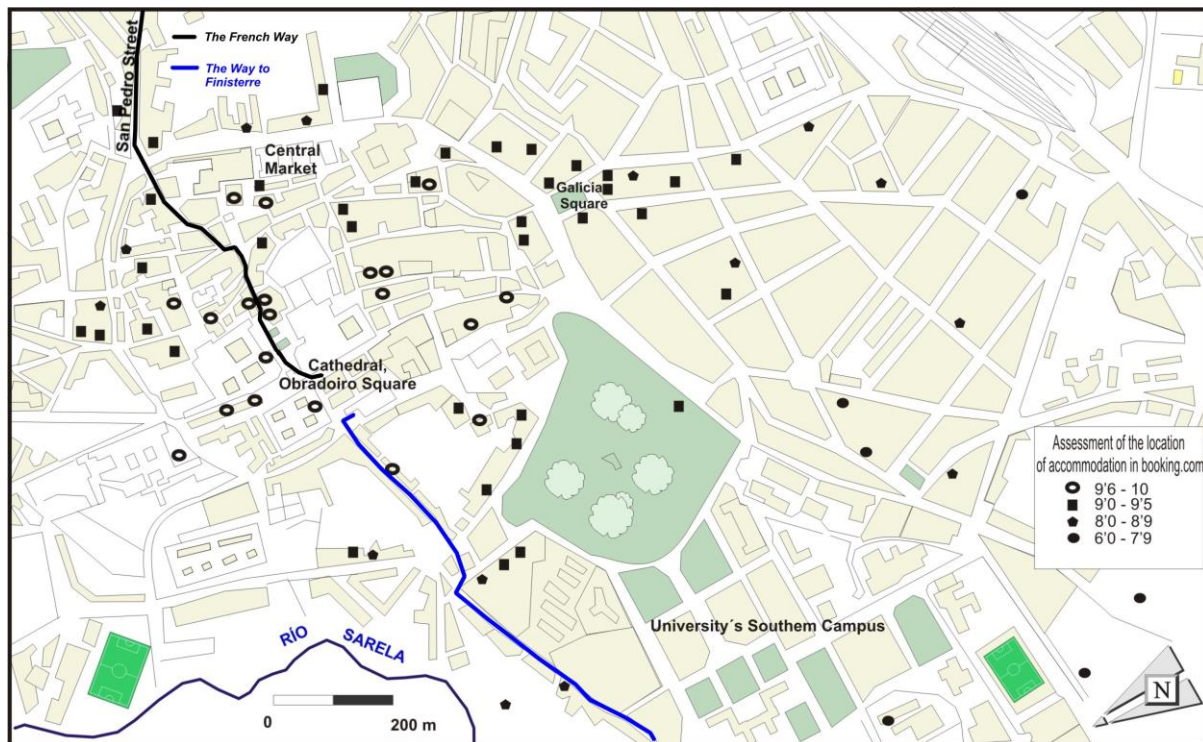 The French Way
The Way to
Finisterre
San Pedro Street
Central
Market
Galicia
Square
Cathedral,
Obradoiro Square
Assessment of the location
of accommodation in booking.com
9'6 - 10
9'0 - 9'5
8'0 - 8'9
6'0 - 7'9
University´s Southem Campus
RÍO SARELA
0
200 m
N